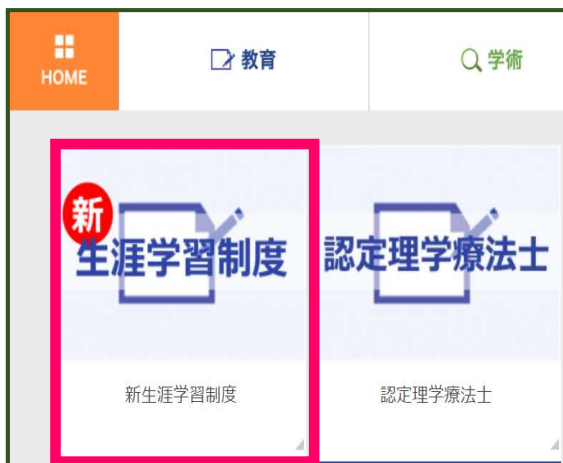 HOME
教育
学術
新
生涯学習制度
認定理学療法士
新生涯学習制度
認定理学療法士